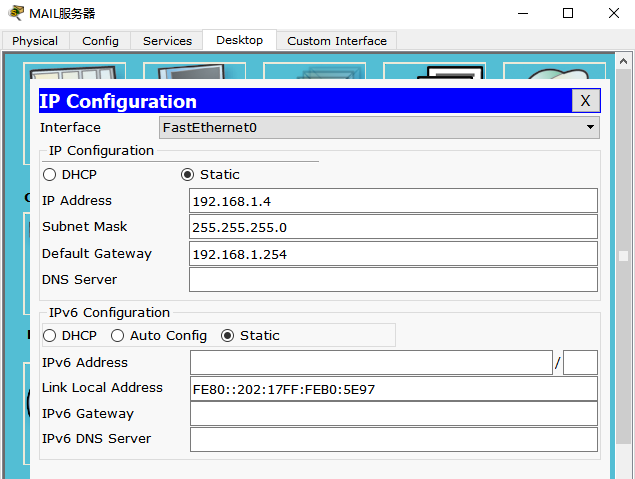 MAIL服务器
Physical Config Services Desktop Custom Interface
IP Configuration X
Interface FastEthernet0
IP Configuration
DHCP Static
IP Address 192.168.1.4
Subnet Mask 255.255.255.0
Default Gateway 192.168.1.254
DNS Server
IPv6 Configuration
DHCP Auto Config Static
IPv6 Address /
Link Local Address FE80::202:17FF:FEB0:5E97
IPv6 Gateway
IPv6 DNS Server